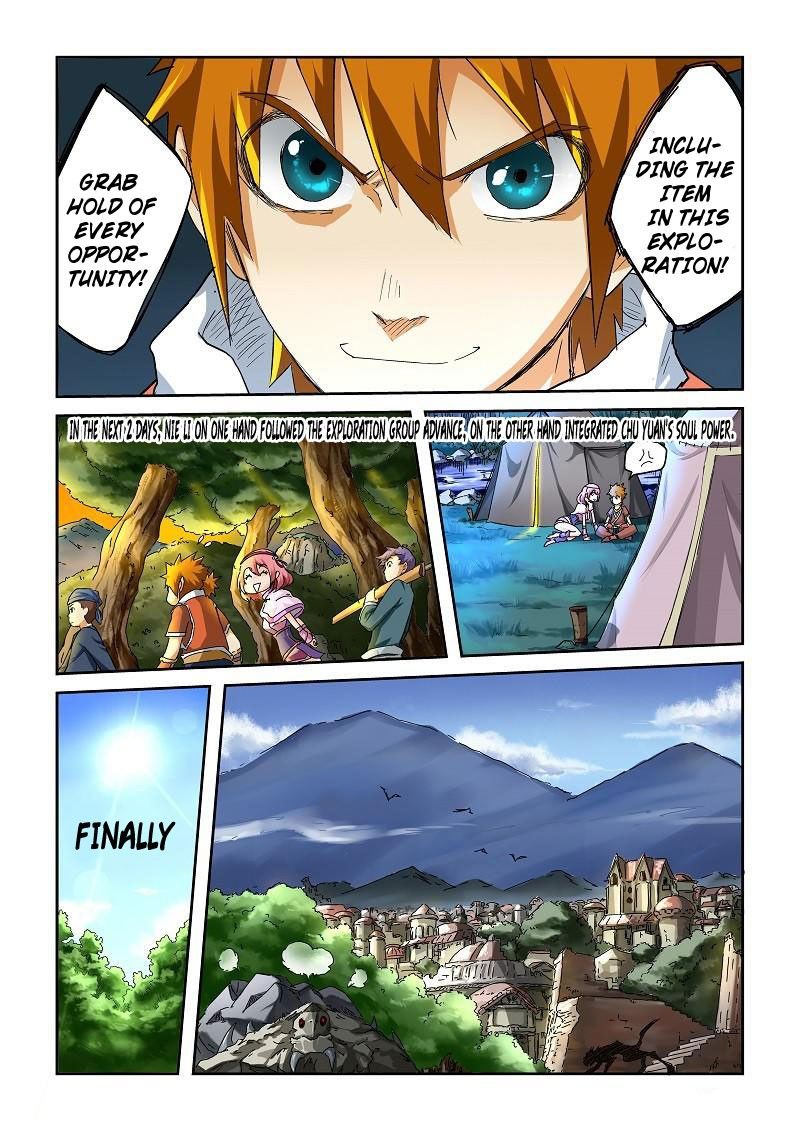 GRAB
HOLD OF
EVERY
OPPOR-
TUNITY!
INCLU-
DING THE
ITEM
IN THIS
EXPLO-
RATION!
IN THE NEXT 2 DAYS, NIE LI ON ONE HAND FOLLOWED THE EXPLORATION GROUP ADVANCE, ON THE OTHER HAND INTEGRATED CHU YUAN'S SOUL POWER.
FINALLY